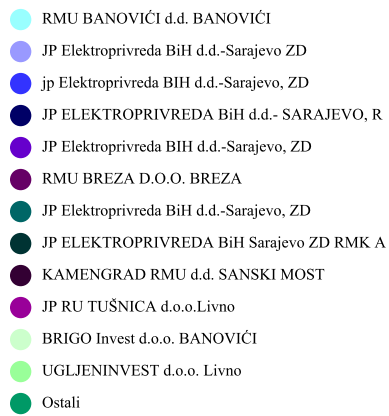 RMU BANOVIĆI d.d. BANOVIĆI
JP Elektroprivreda BiH d.d.-Sarajevo ZD
jp Elektroprivreda BIH d.d.-Sarajevo, ZD
JP ELEKTROPRIVREDA BiH d.d.- SARAJEVO, R
JP Elektroprivreda BIH d.d.-Sarajevo, ZD
RMU BREZA D.O.O. BREZA
JP Elektroprivreda BiH d.d.-Sarajevo, ZD
JP ELEKTROPRIVREDA BiH Sarajevo ZD RMK A
KAMENGRAD RMU d.d. SANSKI MOST
JP RU TUŠNICA d.o.o.Livno
BRIGO Invest d.o.o. BANOVIĆI
UGLJENINVEST d.o.o. Livno
Ostali